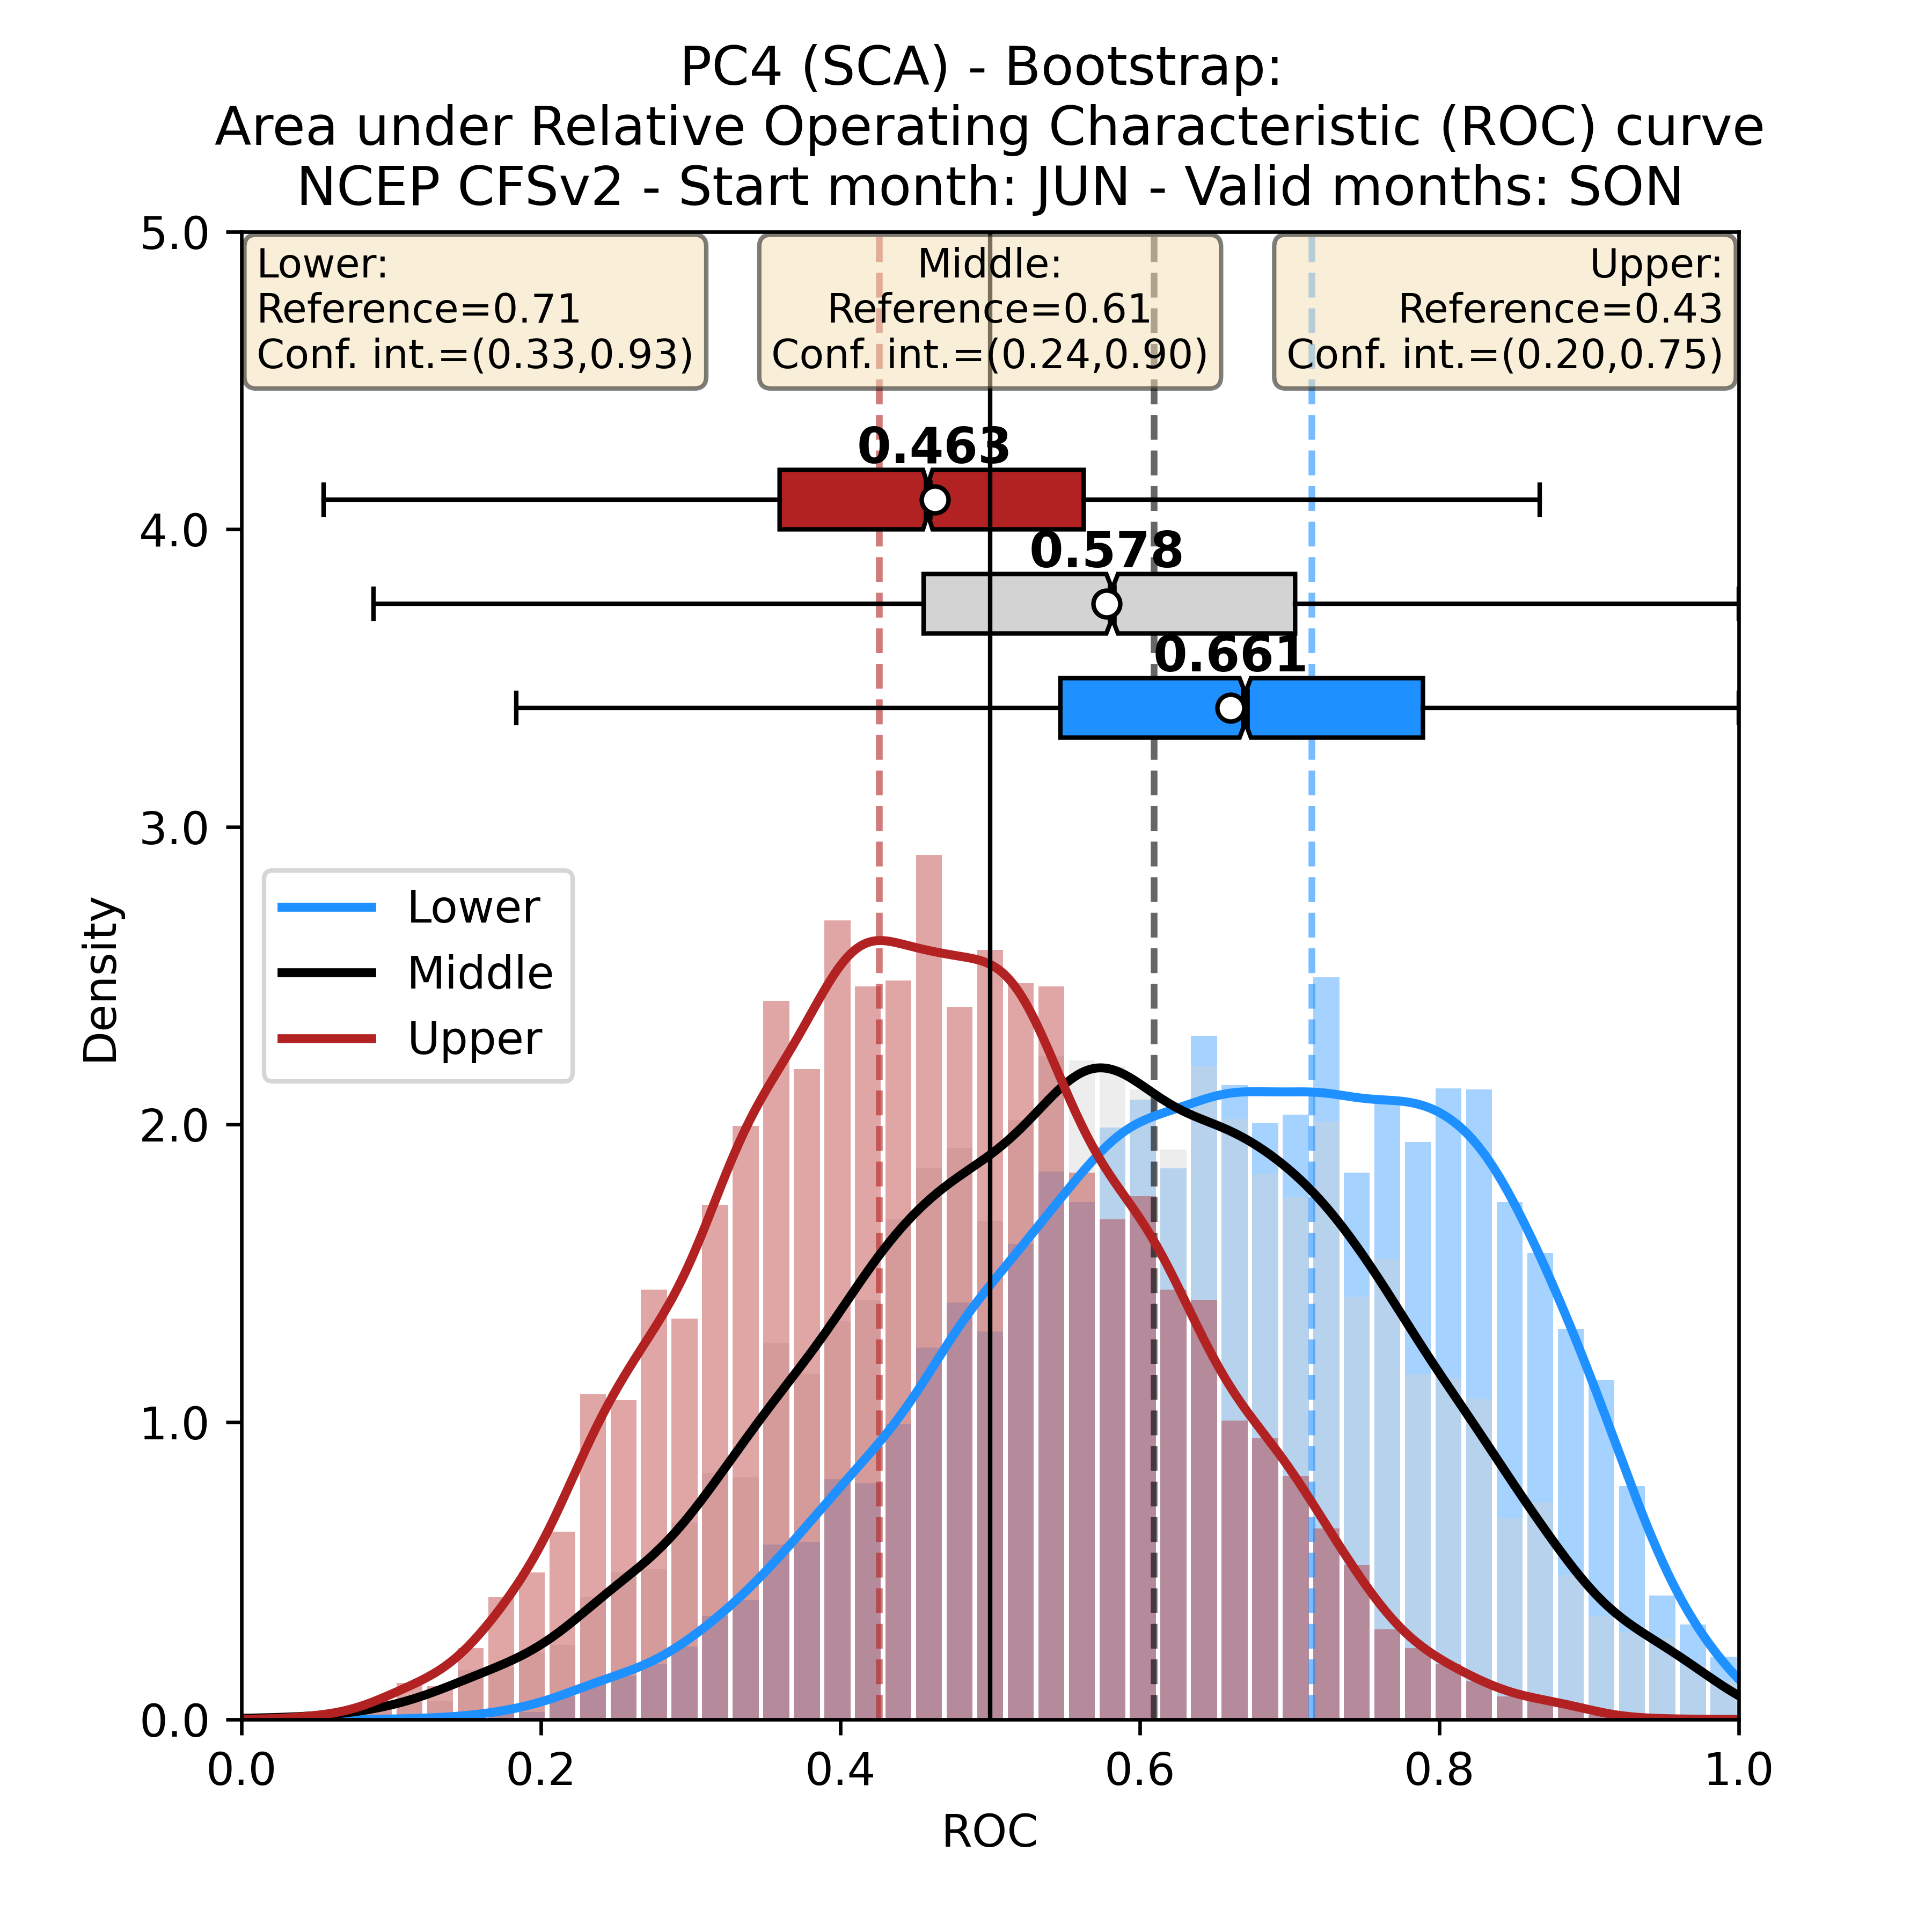 PC4 (SCA) - Bootstrap:
Area under Relative Operating Characteristic (ROC) curve
NCEP CFSv2 - Start month: JUN - Valid months: SON
5.0
4.0
3.0
2.0
1.0
0.0
Density
Lower:
Reference=0.71
Conf. int.=(0.33,0.93)
Middle:
Reference=0.61
Conf. int.=(0.24,0.90)
Upper:
Reference=0.43
Conf. int.=(0.20,0.75)
0.463
0.578
0.661
Lower
Middle
Upper
0.0
0.2
0.4
0.6
0.8
1.0
ROC